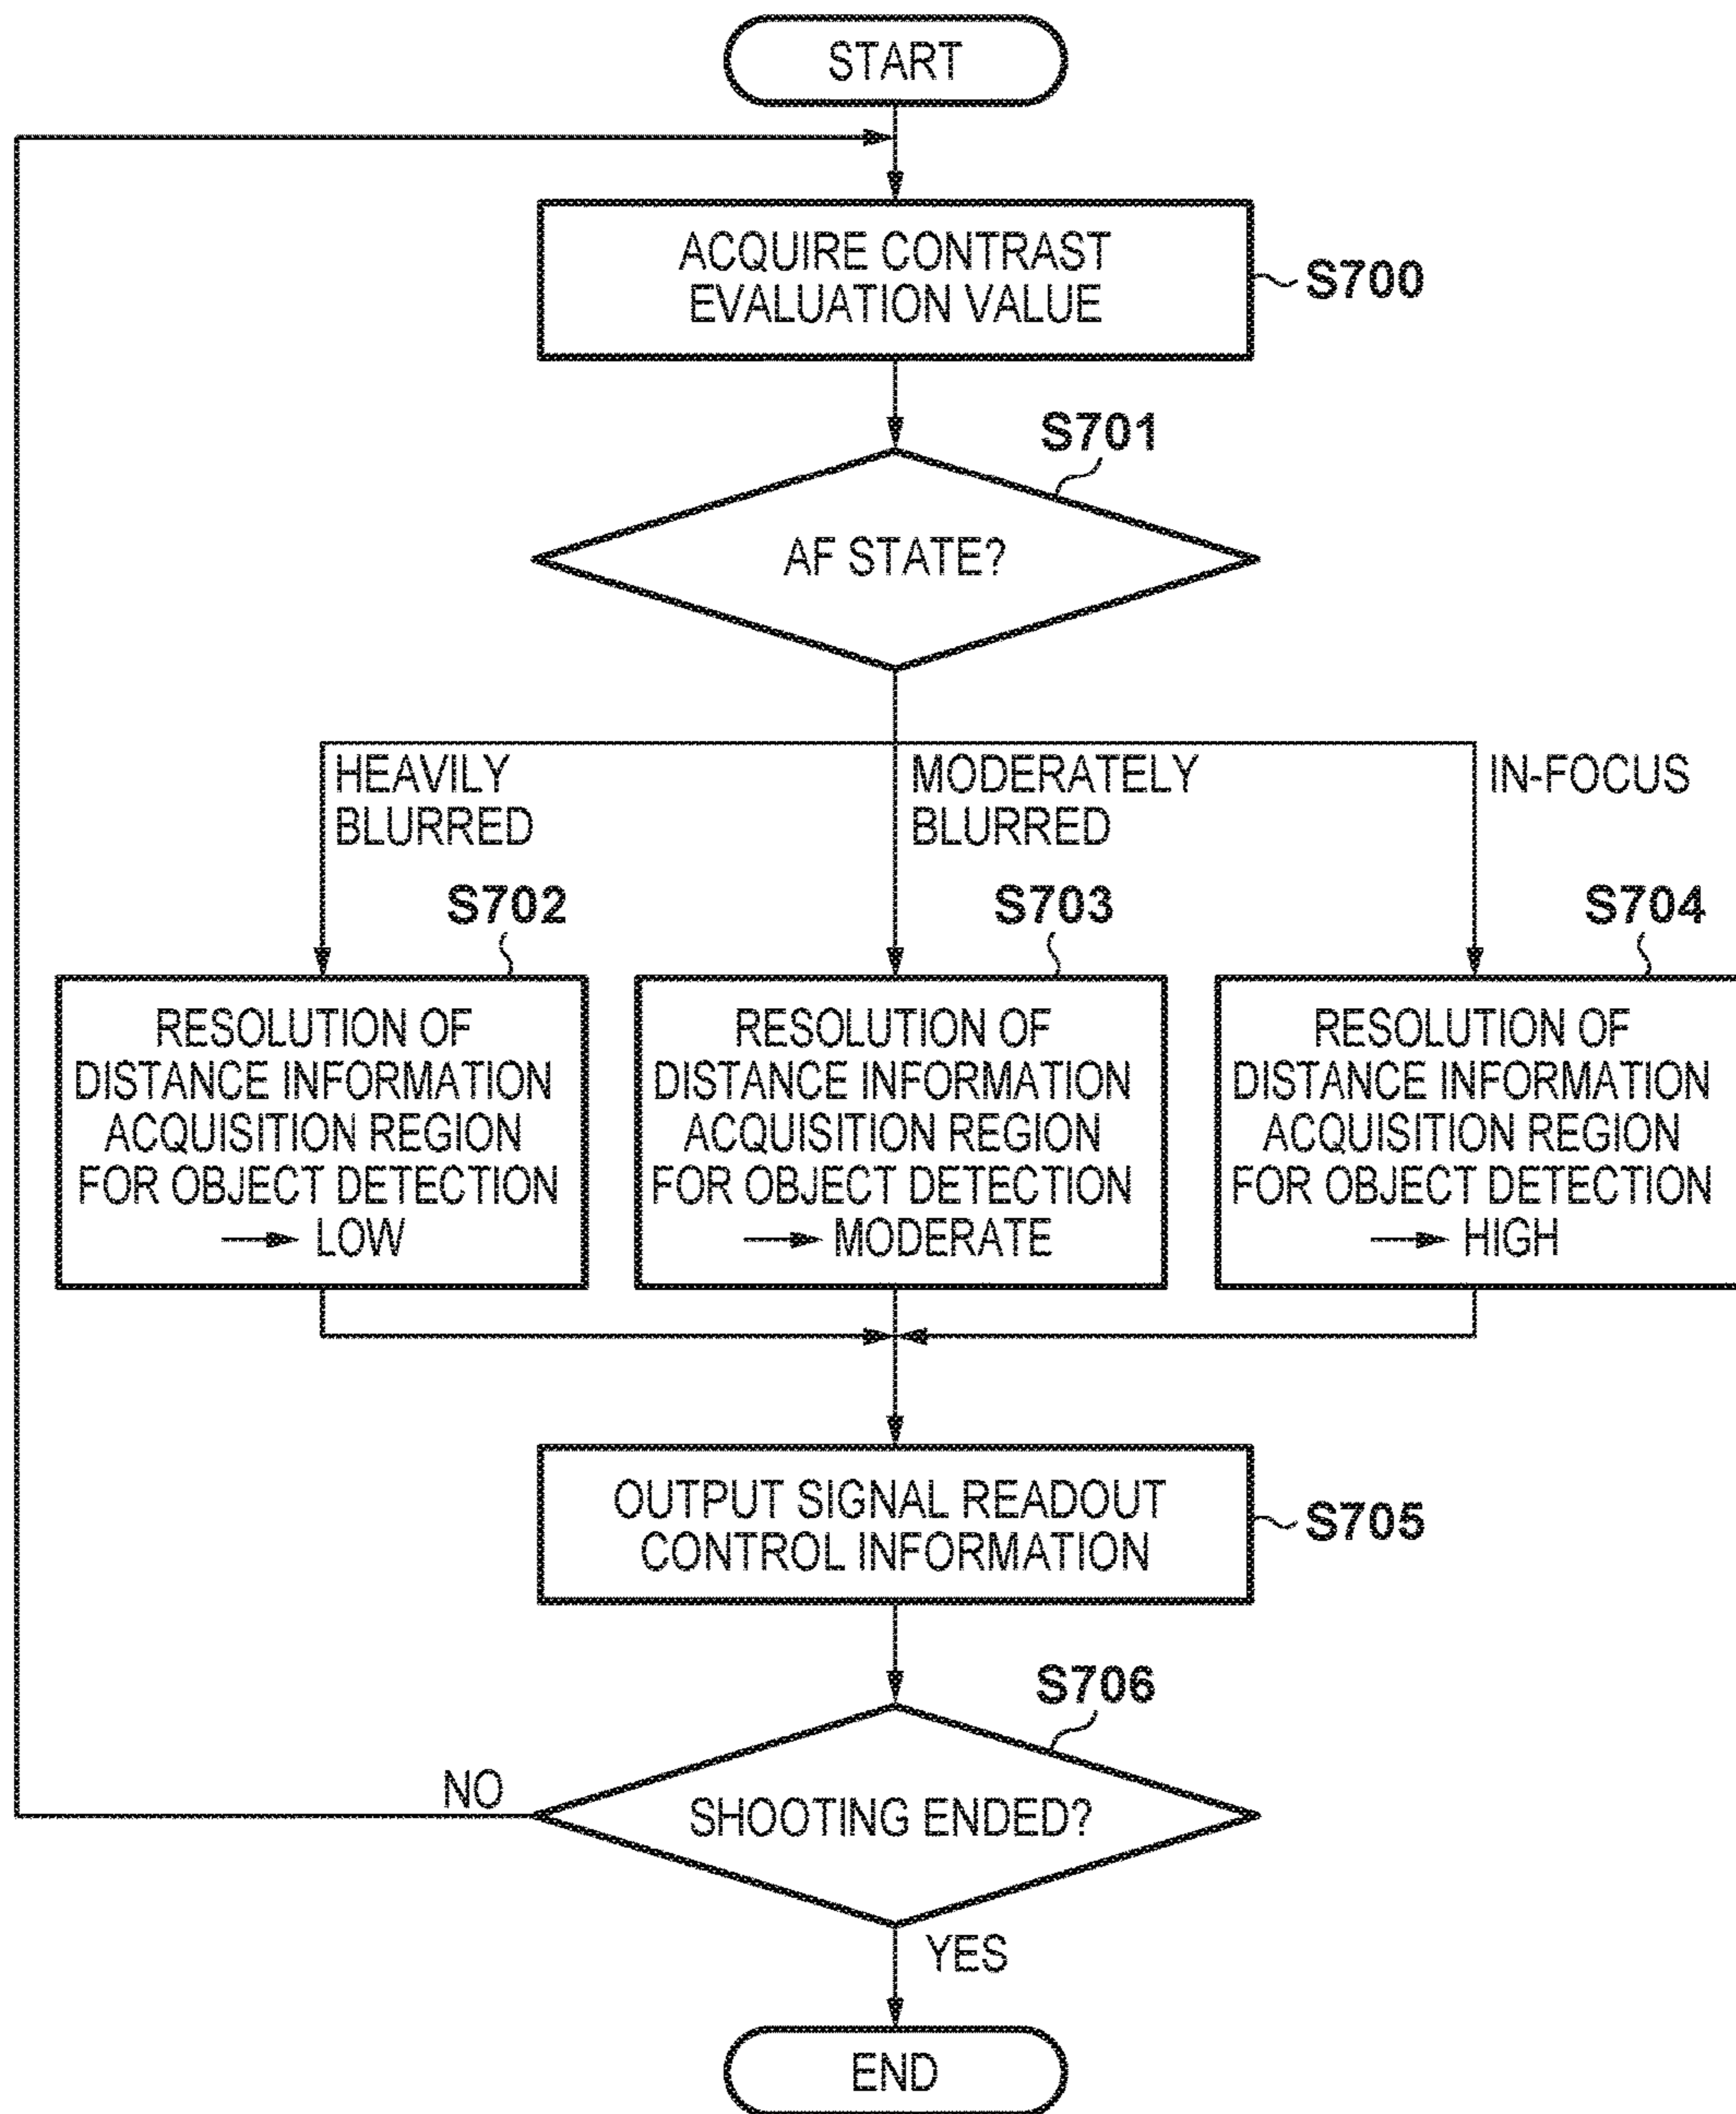 START
ACQUIRE CONTRAST
EVALUATION VALUE
S700
S701
AF STATE?
HEAVILY
BLURRED
MODERATELY
BLURRED
IN-FOCUS
S702
RESOLUTION OF
DISTANCE INFORMATION
ACQUISITION REGION
FOR OBJECT DETECTION
→ LOW
S703
RESOLUTION OF
DISTANCE INFORMATION
ACQUISITION REGION
FOR OBJECT DETECTION
→ MODERATE
S704
RESOLUTION OF
DISTANCE INFORMATION
ACQUISITION REGION
FOR OBJECT DETECTION
→ HIGH
OUTPUT SIGNAL READOUT
CONTROL INFORMATION
S705
S706
SHOOTING ENDED?
NO
YES
END